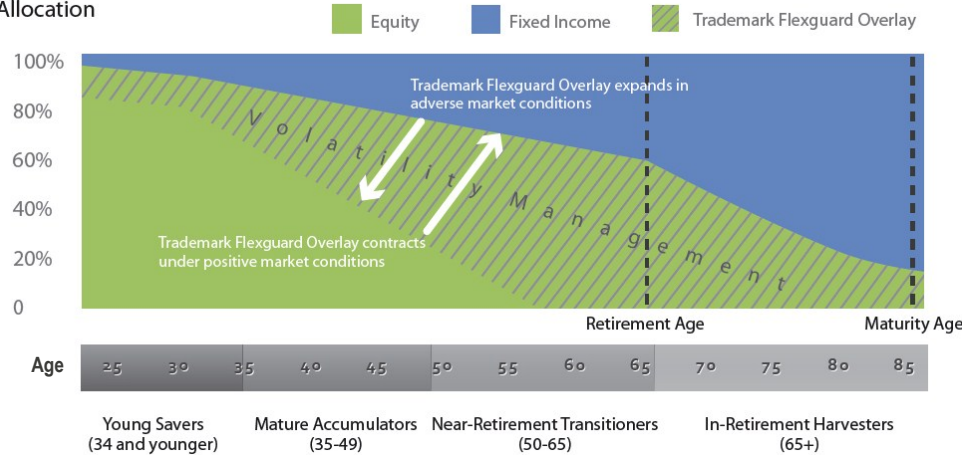 Allocation
Equity
Fixed Income
Trademark Flexguard Overlay
100%
80%
60%
40%
20%
0
Trademark Flexguard Overlay expands in
adverse market conditions
Volatility Management
Trademark Flexguard Overlay contracts
under positive market conditions
Retirement Age
Maturity Age
Age 25 30 35 40 45 50 55 60 65 70 75 80 85
Young Savers
(34 and younger)
Mature Accumulators
(35-49)
Near-Retirement Transitioners
(50-65)
In-Retirement Harvesters
(65+)